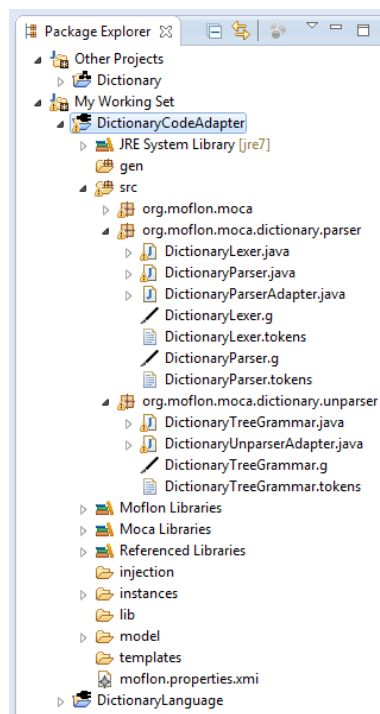 Package Explorer
Other Projects
Dictionary
My Working Set
DictionaryCodeAdapter
JRE System Library [jre7]
gen
src
org.moflon.moca
org.moflon.moca.dictionary.parser
DictionaryLexer.java
DictionaryParser.java
DictionaryParserAdapter.java
DictionaryLexer.g
DictionaryLexer.tokens
DictionaryParser.g
DictionaryParser.tokens
org.moflon.moca.dictionary.unparser
DictionaryTreeGrammar.java
DictionaryUnparserAdapter.java
DictionaryTreeGrammar.g
DictionaryTreeGrammar.tokens
Moflon Libraries
Moca Libraries
Referenced Libraries
injection
instances
lib
model
templates
moflon.properties.xmi
DictionaryLanguage